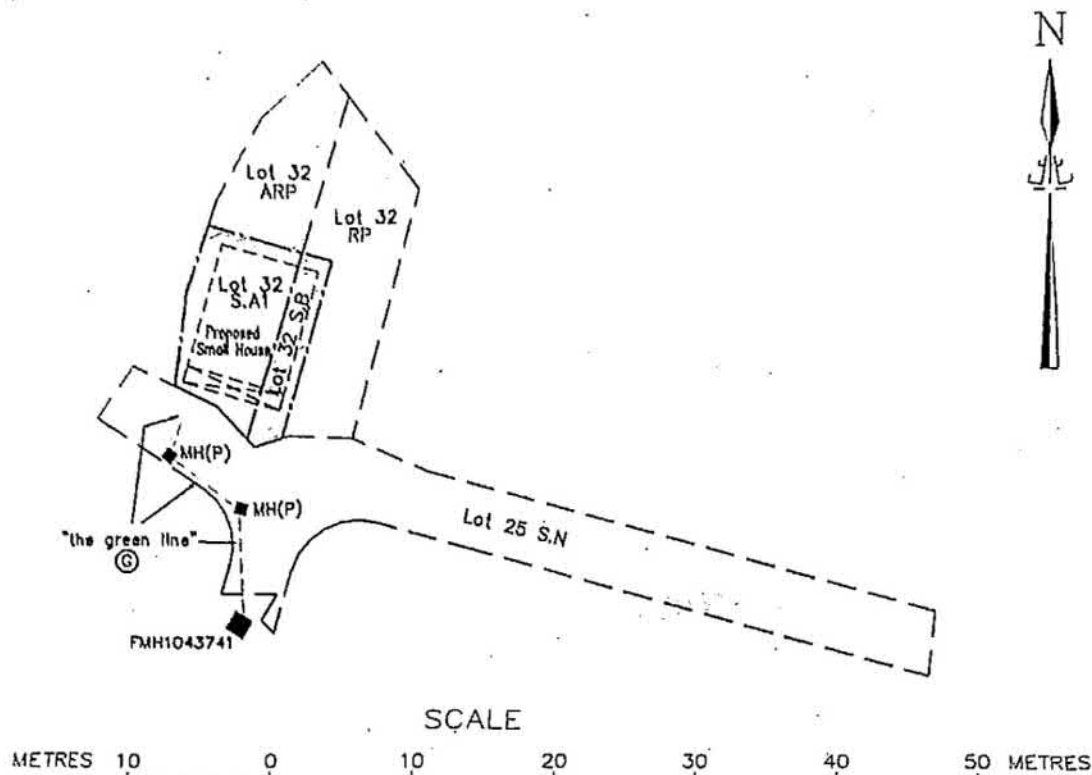 N
Lot 32
ARP
Lot 32
RP
Lot 32
S.A1
Lot 32 S.B
Proposed
Small House
MH(P)
MH(P)
"the green line"
G
Lot 25 S.N
FMH1043741
SCALE
METRES 10 0 10 20 30 40 50 METRES